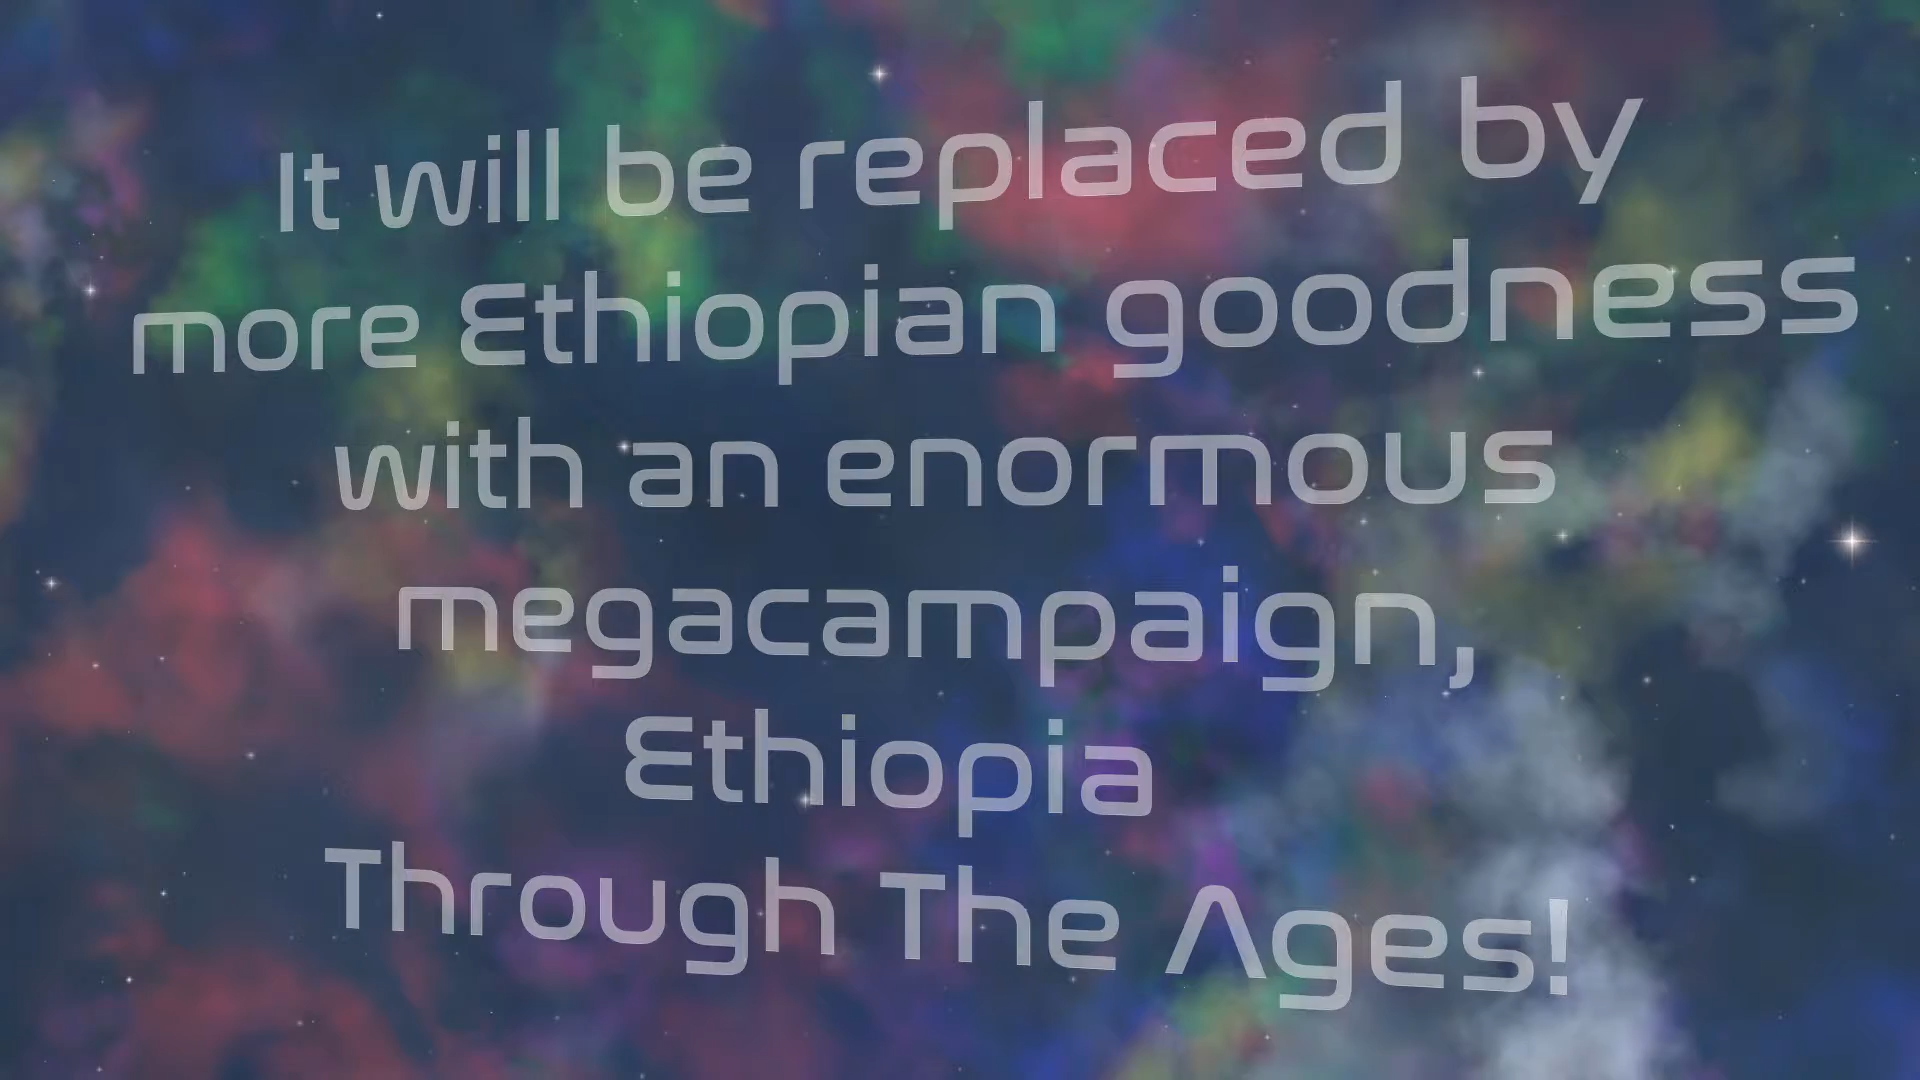 It will be replaced by
more Ethiopian goodness
with an enormous
megacampaign,
Ethiopia
Through The Ages!